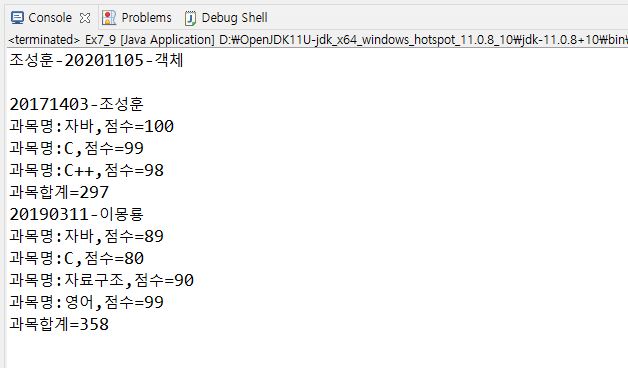 Console Problems Debug Shell
<terminated> Ex7_9 [Java Application] D:₩OpenJDK11U-jdk_x64_windows_hotspot_11.0.8_10₩jdk-11.0.8+10₩bin₩
조성훈-20201105-객체
20171403-조성훈
과목명:자바,점수=100
과목명:C,점수=99
과목명:C++,점수=98
과목합계=297
20190311-이몽룡
과목명:자바,점수=89
과목명:C,점수=80
과목명:자료구조,점수=90
과목명:영어,점수=99
과목합계=358